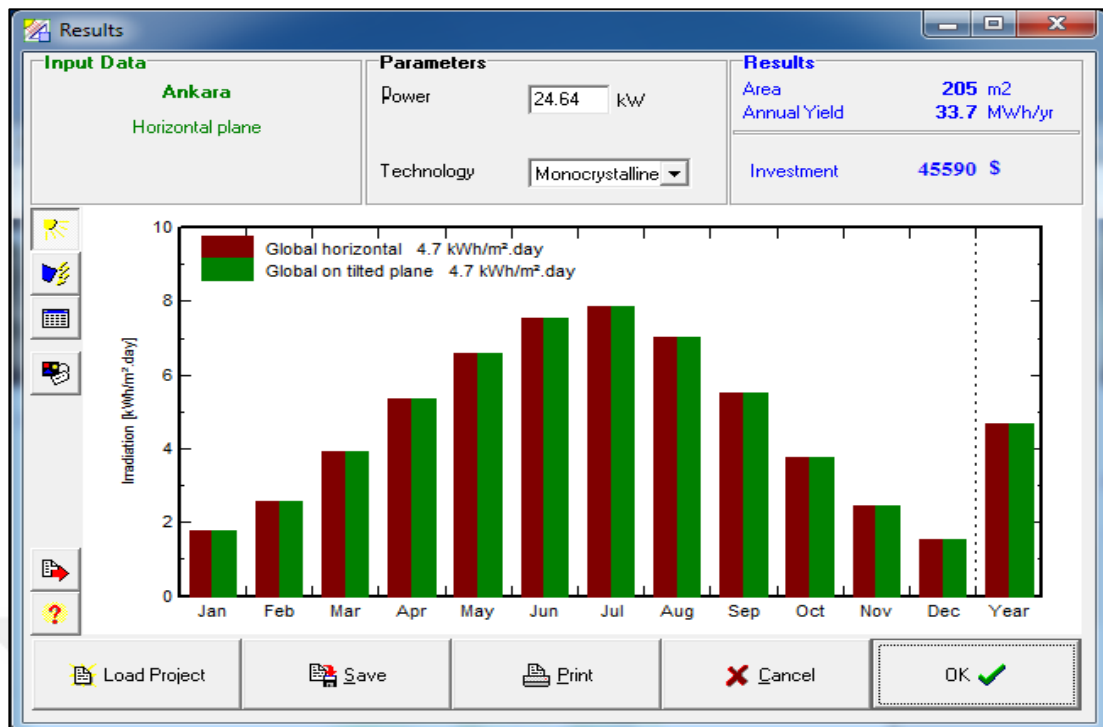 Results
Input Data
Ankara
Horizontal plane
Parameters
Power 24.64 kW
Technology Monocrystalline
Results
Area 205 m2
Annual Yield 33.7 MWh/yr
Investment 45590 $
Global horizontal 4.7 kWh/m².day
Global on tilted plane 4.7 kWh/m².day
Irradiation [kWh/m².day]
10
8
6
4
2
0
Jan Feb Mar Apr May Jun Jul Aug Sep Oct Nov Dec Year
Load Project Save Print Cancel OK